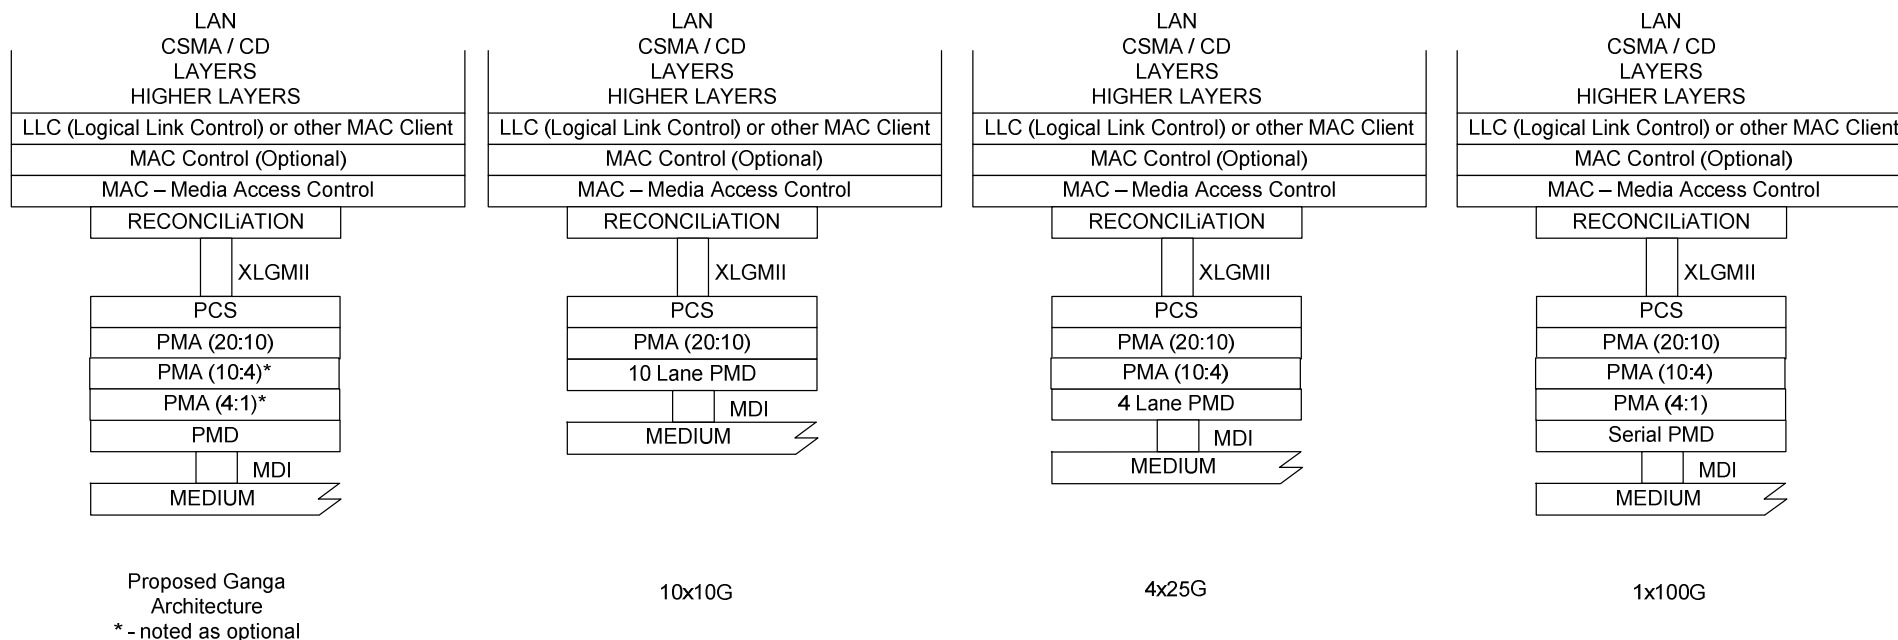 LAN
CSMA / CD
LAYERS
HIGHER LAYERS
LLC (Logical Link Control) or other MAC Client
MAC Control (Optional)
MAC – Media Access Control
RECONCILiATION
XLGMII
PCS
PMA (20:10)
PMA (10:4)*
PMA (4:1)*
PMD
MDI
MEDIUM
Proposed Ganga
Architecture
* - noted as optional
LAN
CSMA / CD
LAYERS
HIGHER LAYERS
LLC (Logical Link Control) or other MAC Client
MAC Control (Optional)
MAC – Media Access Control
RECONCILiATION
XLGMII
PCS
PMA (20:10)
10 Lane PMD
MDI
MEDIUM
10x10G
LAN
CSMA / CD
LAYERS
HIGHER LAYERS
LLC (Logical Link Control) or other MAC Client
MAC Control (Optional)
MAC – Media Access Control
RECONCILiATION
XLGMII
PCS
PMA (20:10)
PMA (10:4)
4 Lane PMD
MDI
MEDIUM
4x25G
LAN
CSMA / CD
LAYERS
HIGHER LAYERS
LLC (Logical Link Control) or other MAC Client
MAC Control (Optional)
MAC – Media Access Control
RECONCILiATION
XLGMII
PCS
PMA (20:10)
PMA (10:4)
PMA (4:1)
Serial PMD
MDI
MEDIUM
1x100G